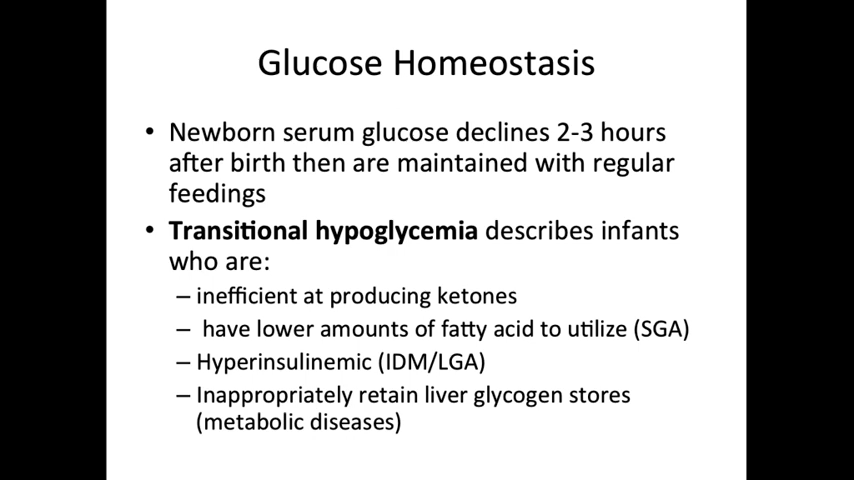 Glucose Homeostasis
• Newborn serum glucose declines 2-3 hours
after birth then are maintained with regular
feedings
• Transitional hypoglycemia describes infants
who are:
– inefficient at producing ketones
– have lower amounts of fatty acid to utilize (SGA)
– Hyperinsulinemic (IDM/LGA)
– Inappropriately retain liver glycogen stores
(metabolic diseases)